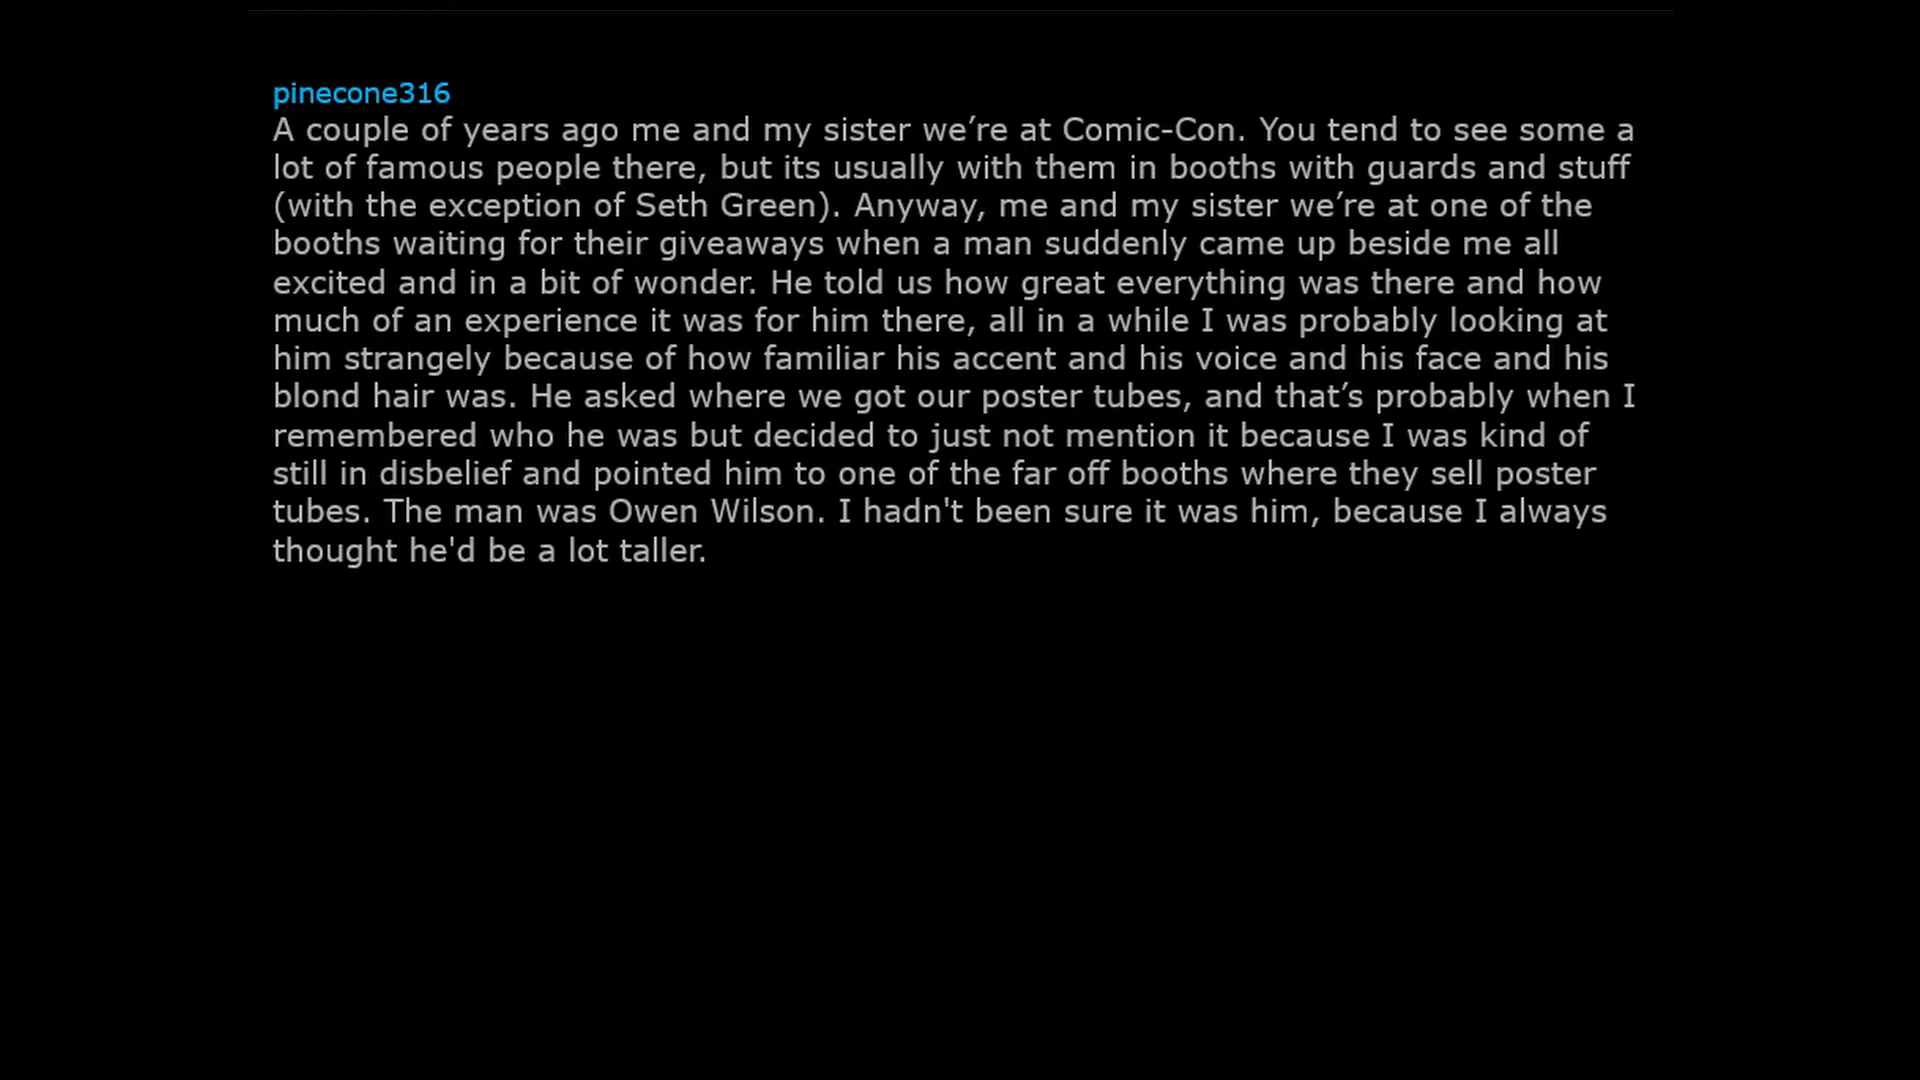 pinecone316
A couple of years ago me and my sister we’re at Comic-Con. You tend to see some a
lot of famous people there, but its usually with them in booths with guards and stuff
(with the exception of Seth Green). Anyway, me and my sister we’re at one of the
booths waiting for their giveaways when a man suddenly came up beside me all
excited and in a bit of wonder. He told us how great everything was there and how
much of an experience it was for him there, all in a while I was probably looking at
him strangely because of how familiar his accent and his voice and his face and his
blond hair was. He asked where we got our poster tubes, and that’s probably when I
remembered who he was but decided to just not mention it because I was kind of
still in disbelief and pointed him to one of the far off booths where they sell poster
tubes. The man was Owen Wilson. I hadn't been sure it was him, because I always
thought he'd be a lot taller.